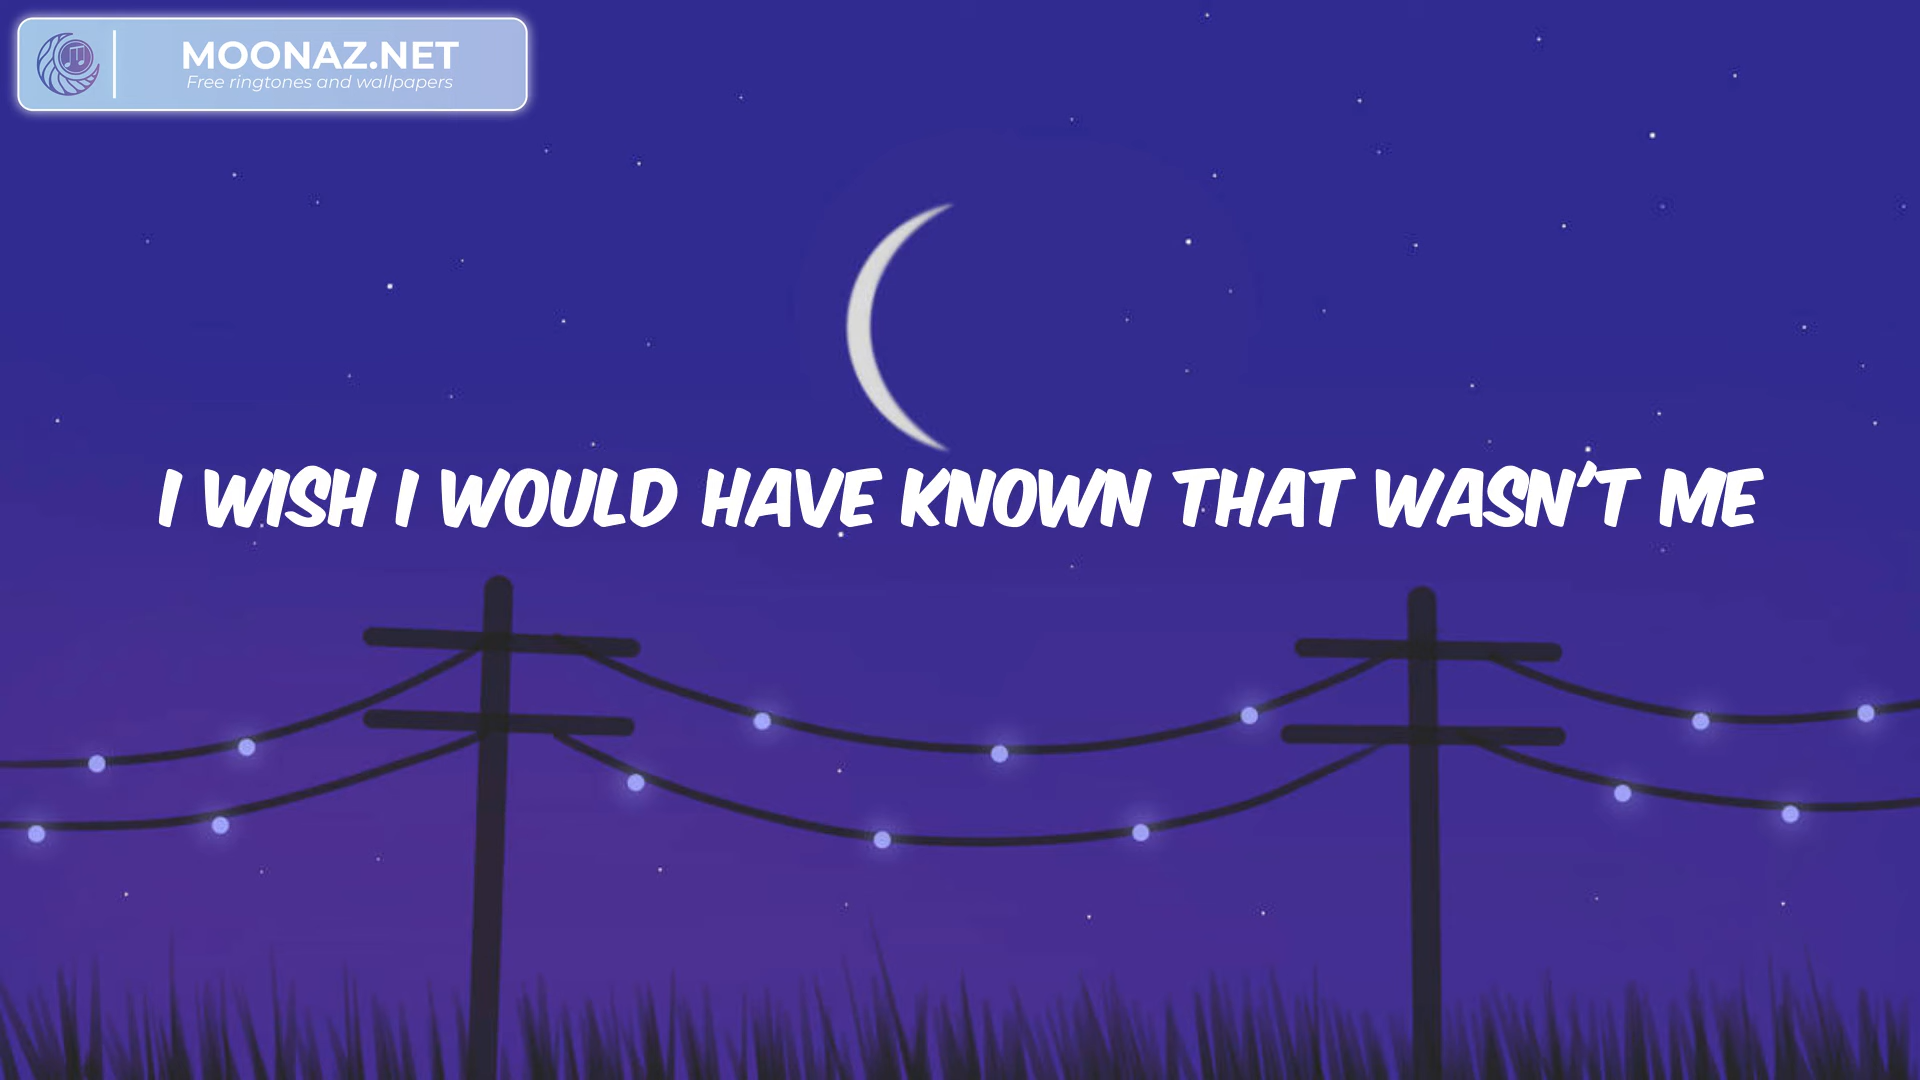 MOONAZ.NET
Free ringtones and wallpapers
I WISH I WOULD HAVE KNOWN THAT WASN'T ME